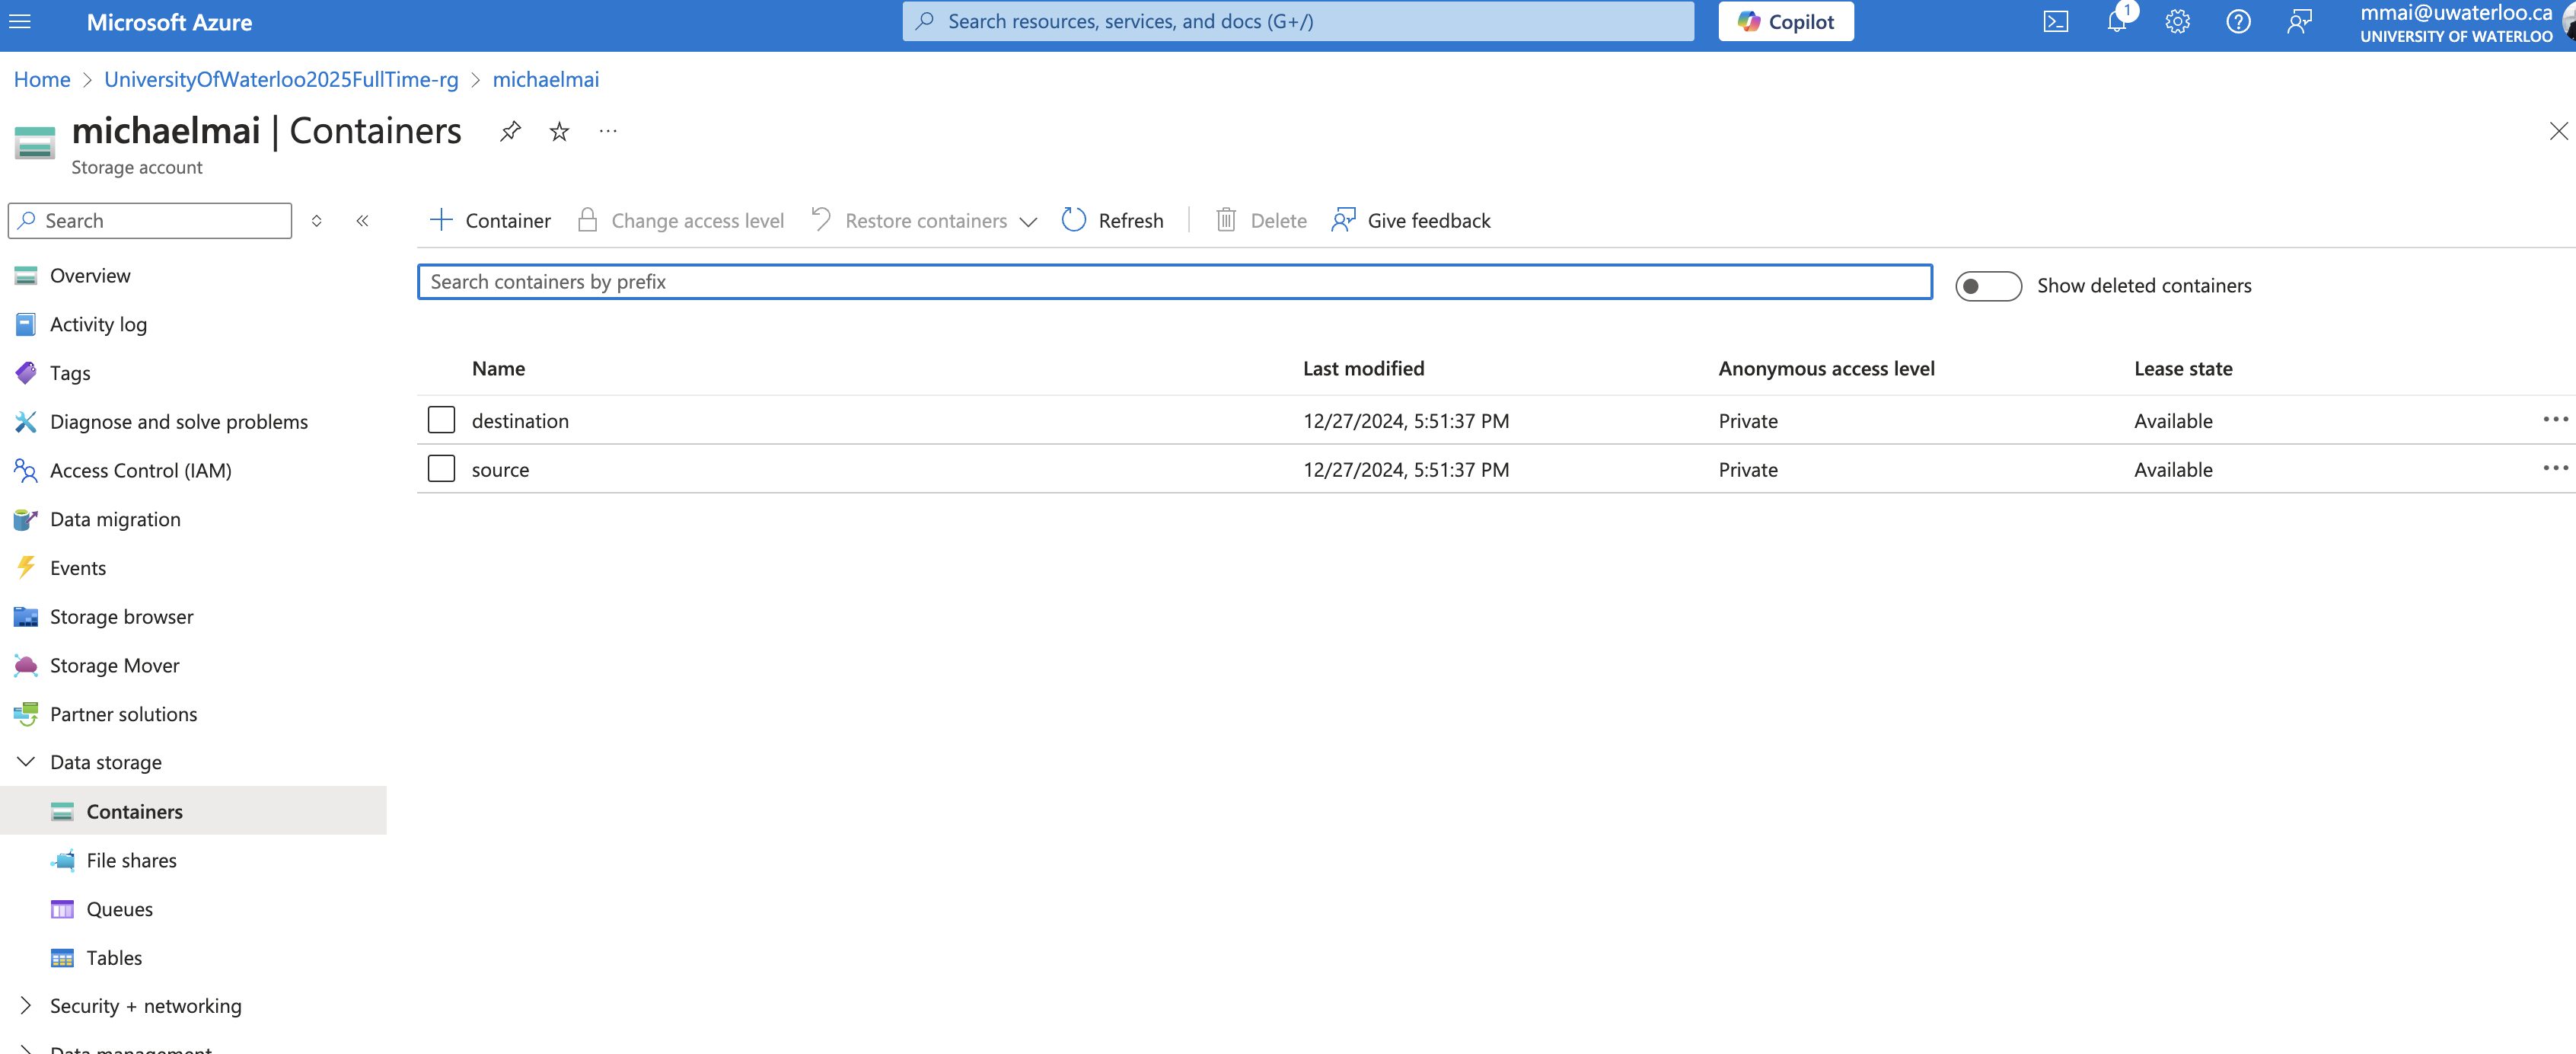 Microsoft Azure
Search resources, services, and docs (G+/)
Copilot
1
mmai@uwaterloo.ca
UNIVERSITY OF WATERLOO
Home > UniversityOfWaterloo2025FullTime-rg > michaelmai
michaelmai | Containers
Storage account
Search
Container
Change access level
Restore containers
Refresh
Delete
Give feedback
Search containers by prefix
Show deleted containers
Name Last modified Anonymous access level Lease state
destination 12/27/2024, 5:51:37 PM Private Available
source 12/27/2024, 5:51:37 PM Private Available
Overview
Activity log
Tags
Diagnose and solve problems
Access Control (IAM)
Data migration
Events
Storage browser
Storage Mover
Partner solutions
Data storage
Containers
File shares
Queues
Tables
Security + networking
Data management